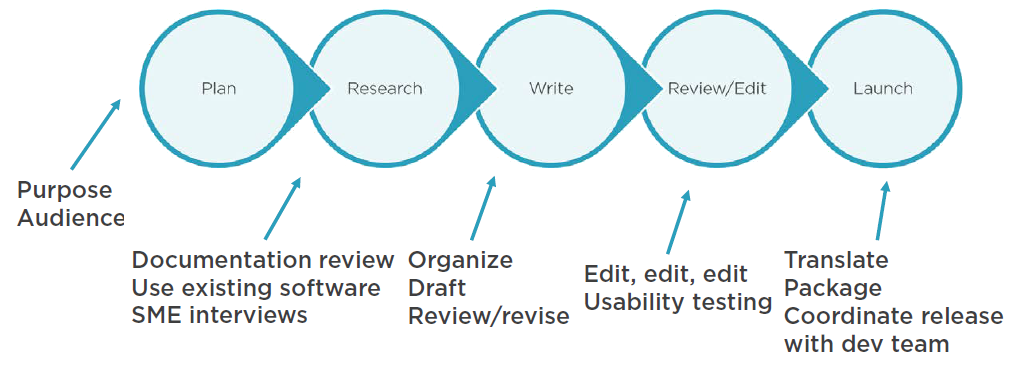 Plan
Research
Write
Review/Edit
Launch
Purpose
Audience
Documentation review
Use existing software
SME interviews
Organize
Draft
Review/revise
Edit, edit, edit
Usability testing
Translate
Package
Coordinate release
with dev team